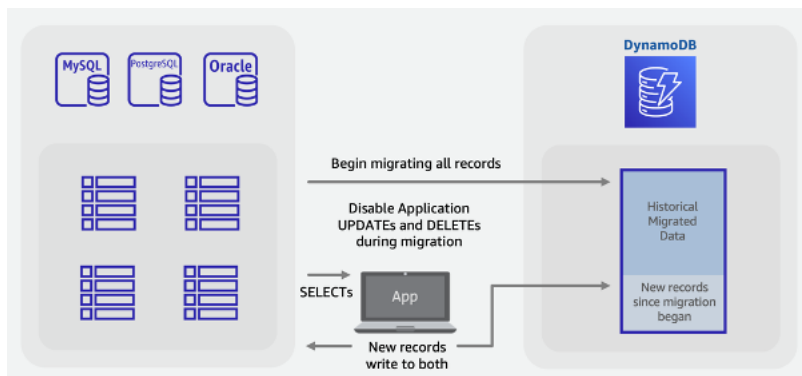 DynamoDB
MySQL
PostgreSQL
Oracle
Begin migrating all records
Disable Application
UPDATEs and DELETEs
during migration
Historical
Migrated
Data
SELECTs
App
New records
since migration
began
New records
write to both